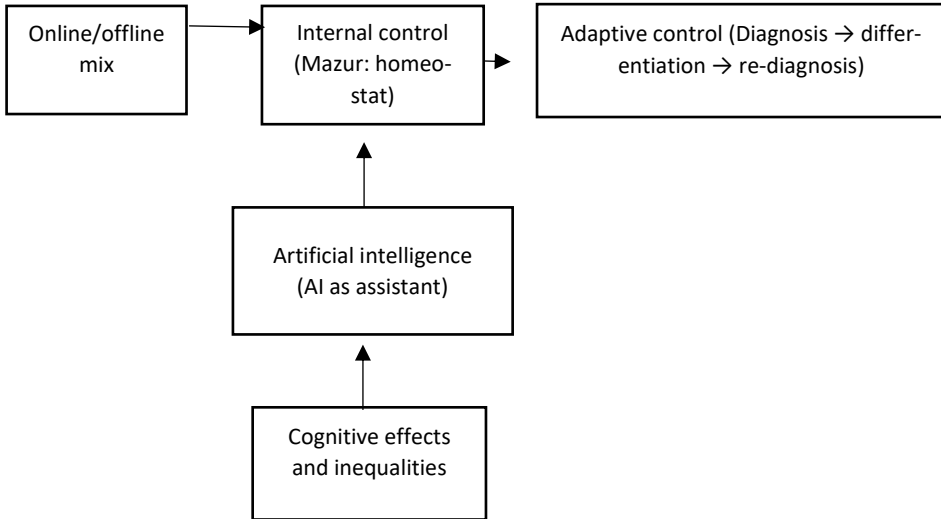 Online/offline
mix
Internal control
(Mazur: homeo-
stat)
Adaptive control (Diagnosis → differ-
entiation → re-diagnosis)
Artificial intelligence
(AI as assistant)
Cognitive effects
and inequalities